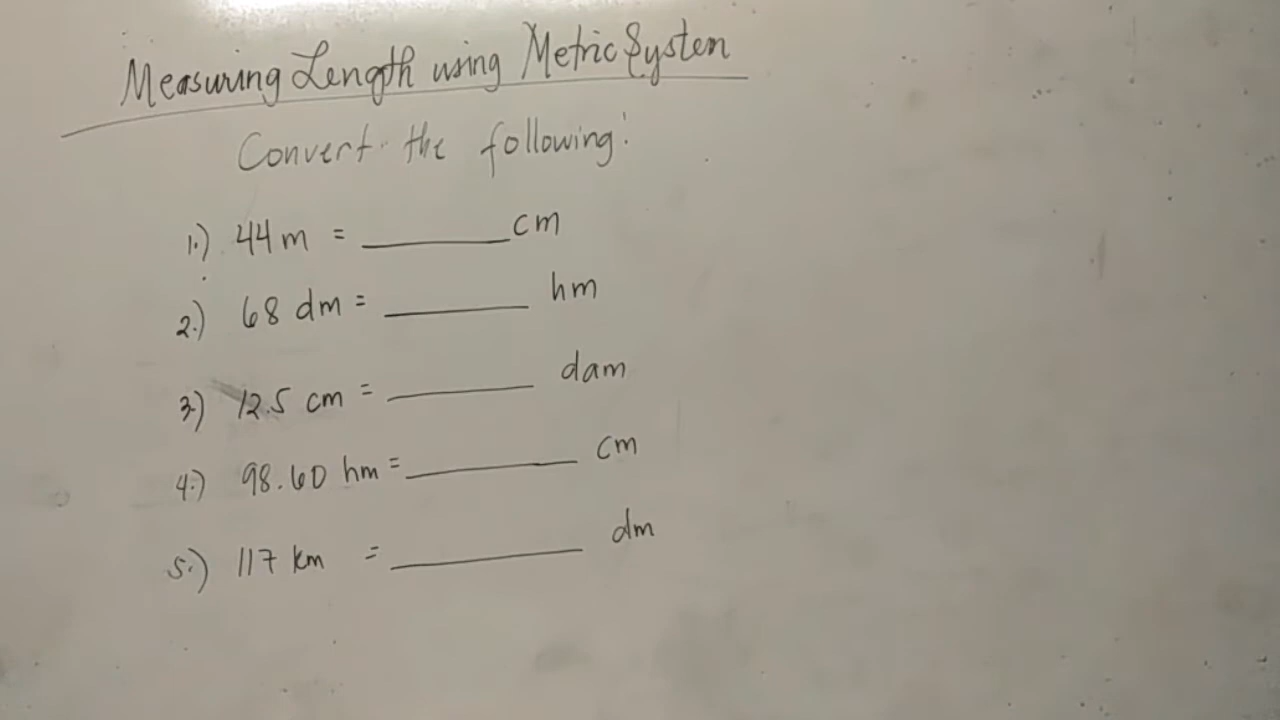 Measuring Length using Metric System
Convert the following:
1.) 44 m = ________ cm
2.) 68 dm = ________ hm
3.) 12.5 cm = ________ dam
4.) 98.60 hm = ________ cm
5.) 117 km = ________ dm